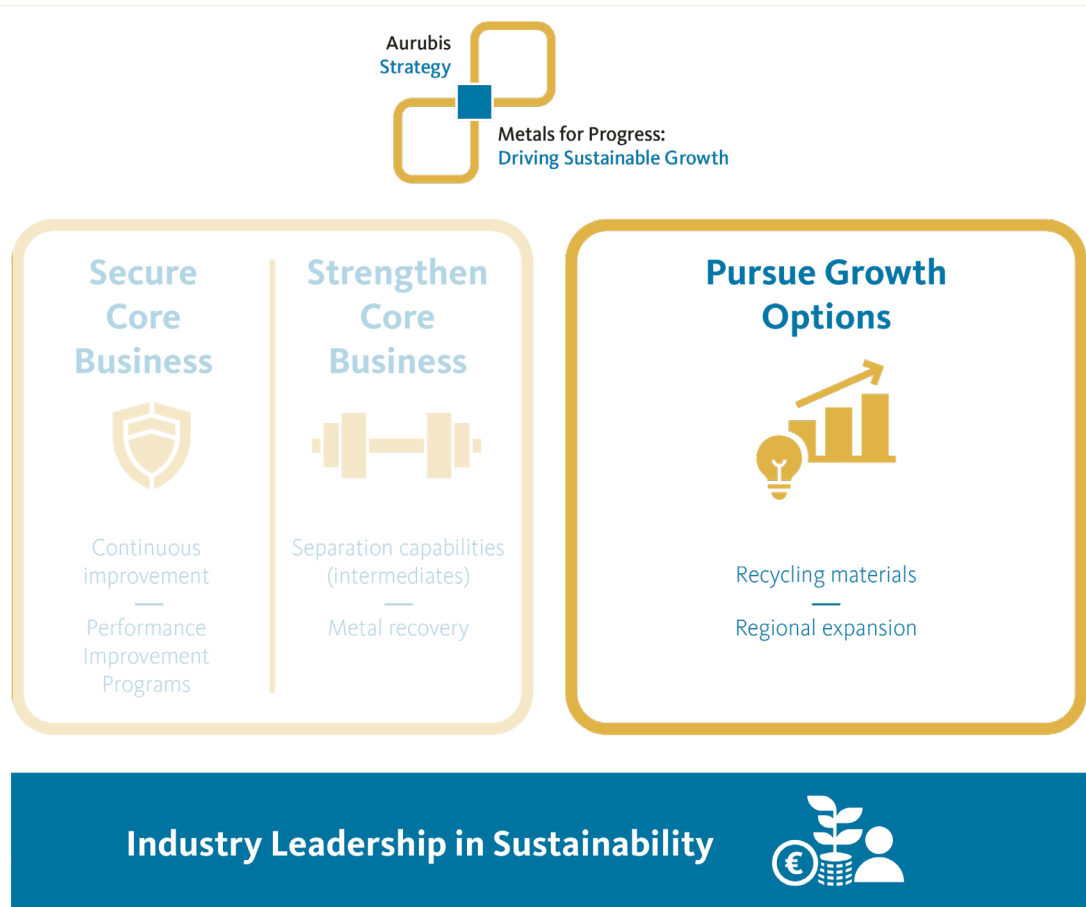 Aurubis
Strategy
Metals for Progress:
Driving Sustainable Growth
Secure
Core
Business
Continuous
improvement
Performance
Improvement
Programs
Strengthen
Core
Business
Separation capabilities
(intermediates)
Metal recovery
Pursue Growth
Options
Recycling materials
Regional expansion
Industry Leadership in Sustainability
€